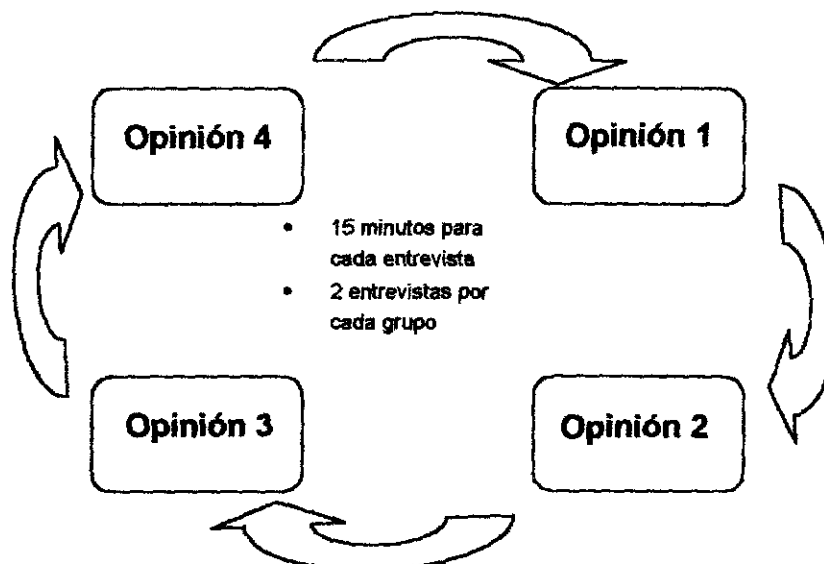 Opinión 4
Opinión 1
• 15 minutos para
cada entrevista
• 2 entrevistas por
cada grupo
Opinión 3
Opinión 2